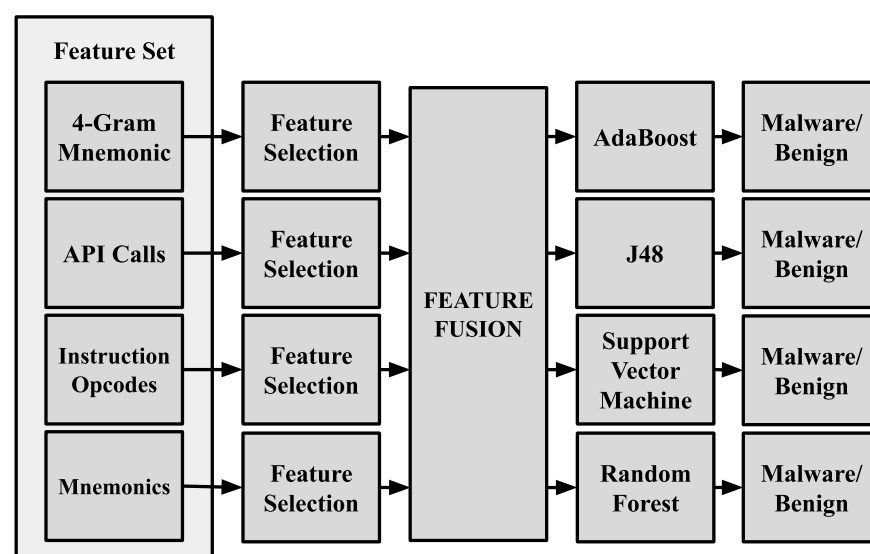 Feature Set
4-Gram
Mnemonic
Feature
Selection
AdaBoost
Malware/
Benign
API Calls
Feature
Selection
J48
Malware/
Benign
FEATURE
FUSION
Instruction
Opcodes
Feature
Selection
Support
Vector
Machine
Malware/
Benign
Mnemonics
Feature
Selection
Random
Forest
Malware/
Benign